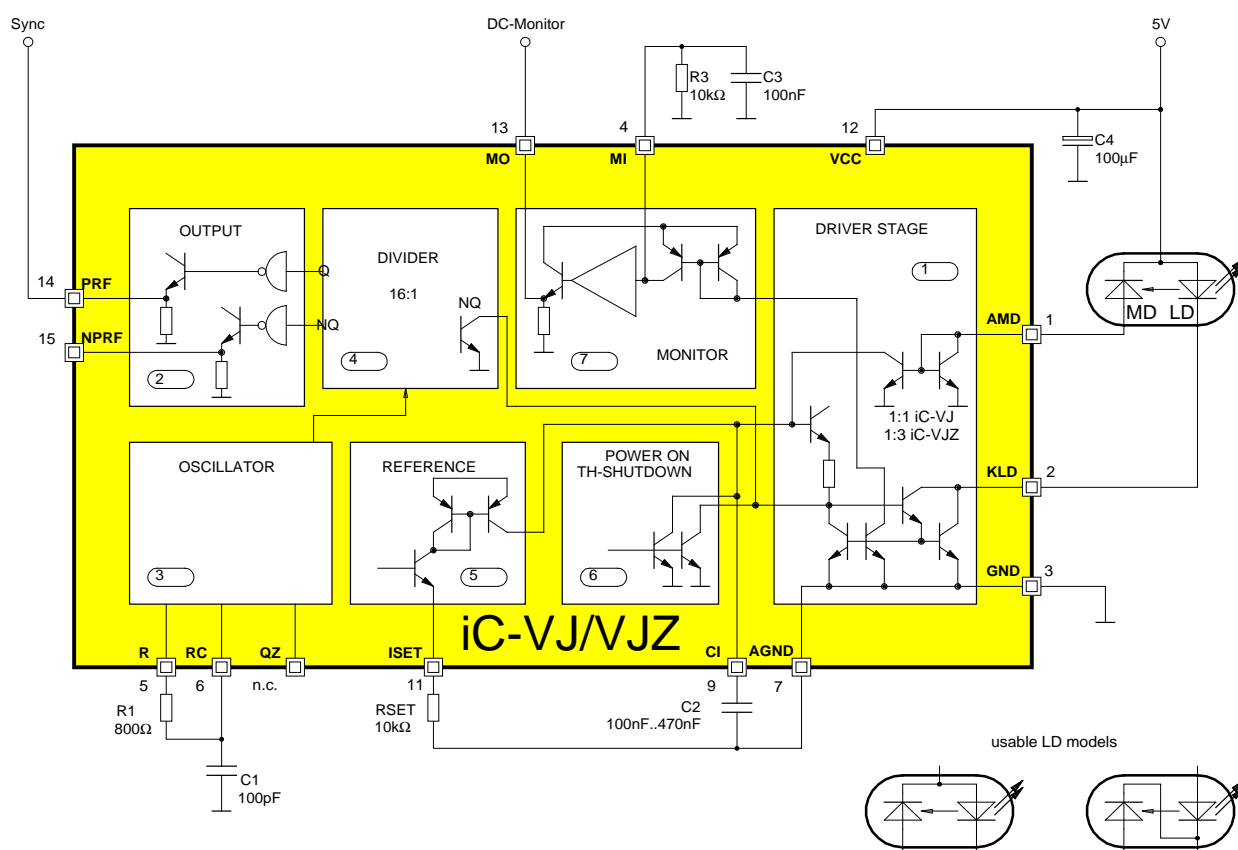 Sync
DC-Monitor
5V
R3
10kΩ
C3
100nF
13
4
12
MO
MI
VCC
C4
100µF
OUTPUT
DIVIDER
16:1
DRIVER STAGE
1
14
PRF
Q
NQ
NQ
15
NPRF
2
4
7
MONITOR
AMD
1
MD
LD
1:1 iC-VJ
1:3 iC-VJZ
OSCILLATOR
REFERENCE
POWER ON
TH-SHUTDOWN
KLD
2
3
5
6
GND
3
iC-VJ/VJZ
R
RC
QZ
ISET
CI
AGND
5
6
n.c.
11
9
7
R1
800Ω
RSET
10kΩ
C2
100nF..470nF
C1
100pF
usable LD models